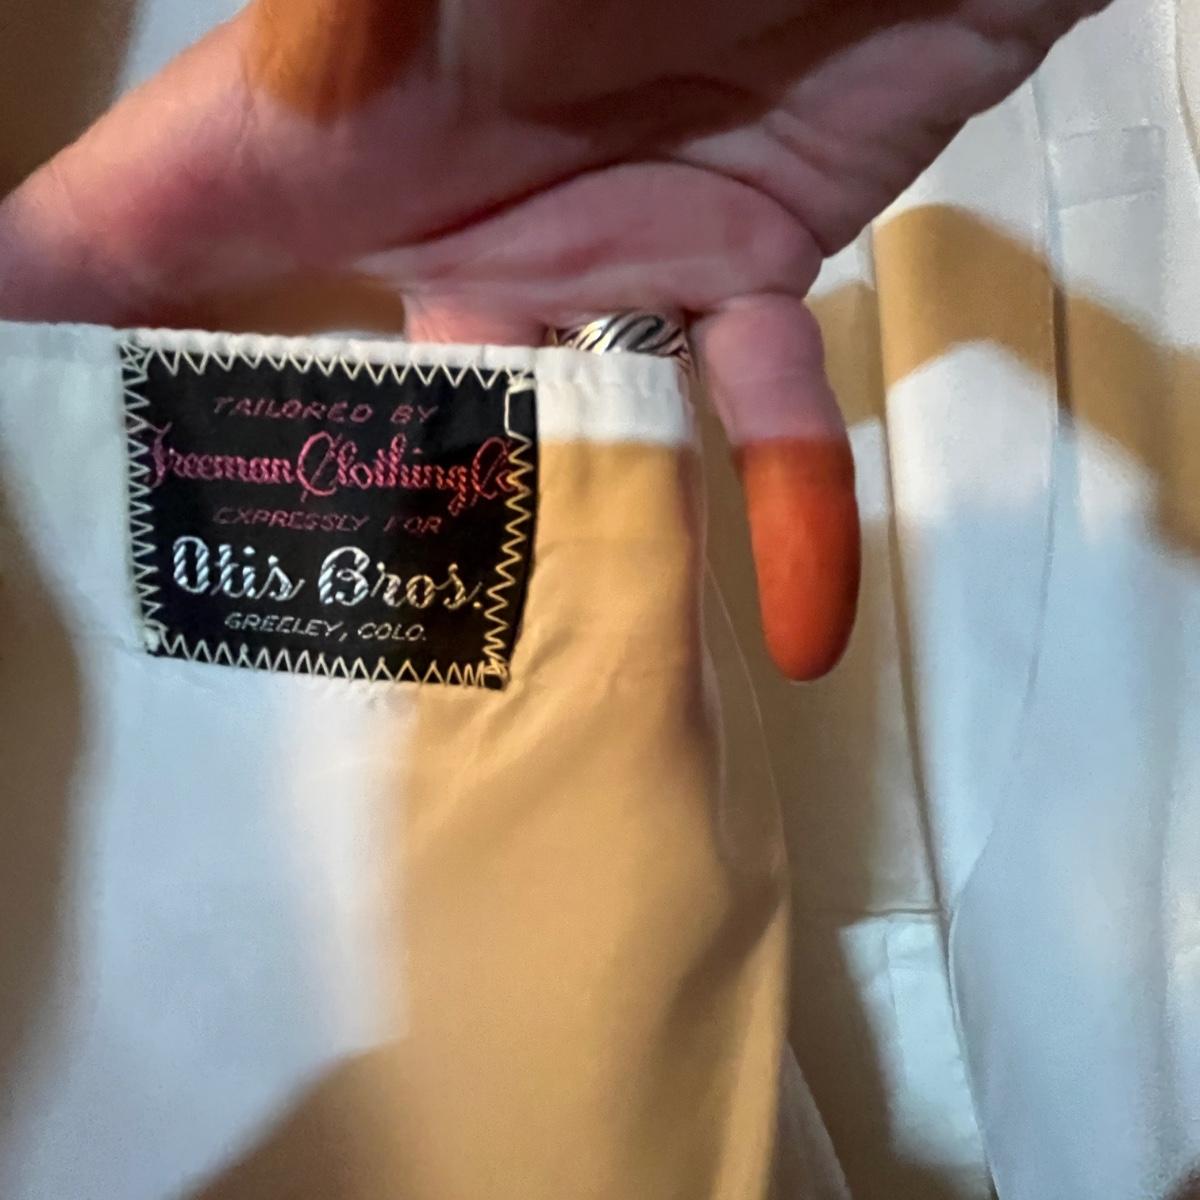 TAILORED BY
Freeman Clothing Co
EXPRESSLY FOR
Otis Bros.
GREELEY, COLO.